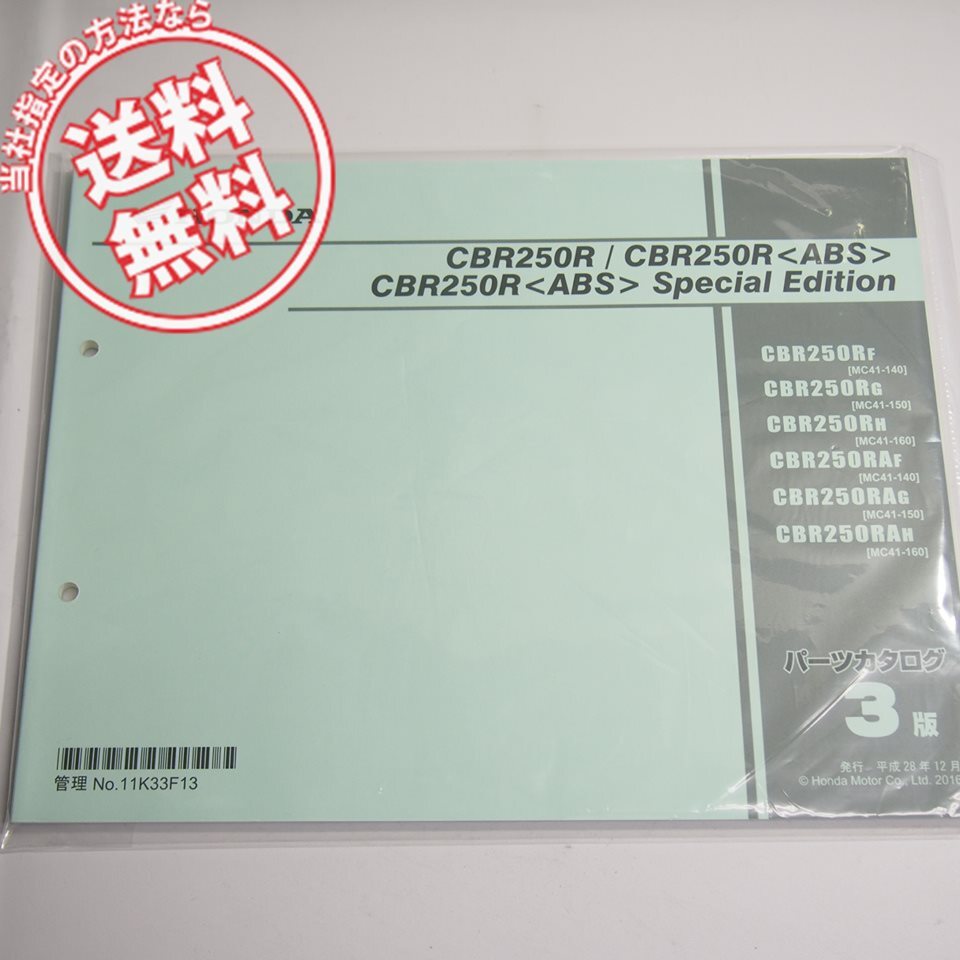 当社指定の方法なら
送料
無料
CBR250R / CBR250R<ABS>
CBR250R<ABS> Special Edition
CBR250RF
[MC41-140]
CBR250RG
[MC41-150]
CBR250RH
[MC41-160]
CBR250RAF
[MC41-140]
CBR250RAG
[MC41-150]
CBR250RAH
[MC41-160]
パーツカタログ
3版
発行 平成28年12月
© Honda Motor Co., Ltd. 2016
管理 No.11K33F13